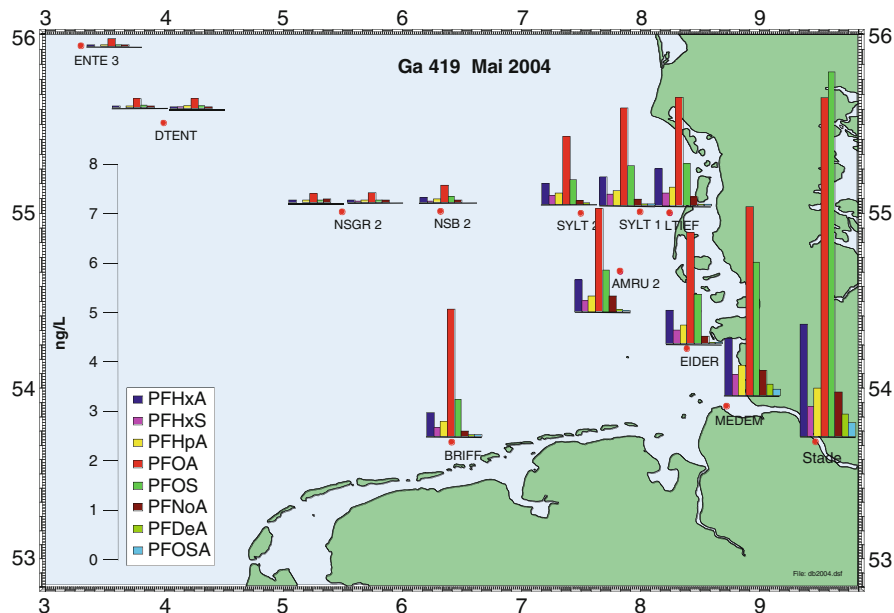 3 4 5 6 7 8 9
56 56
ENTE 3
Ga 419 Mai 2004
DTENT
8
7
6
5
4
3
2
1
0
ng/L
55 55
NSGR 2
NSB 2
SYLT 2
SYLT 1
LTIEF
AMRU 2
EIDER
54 54
MEDEM
BRIFF
Stade
PFHxA
PFHxS
PFHpA
PFOA
PFOS
PFNoA
PFDeA
PFOSA
53 53
File: db2004.dsf
3 4 5 6 7 8 9